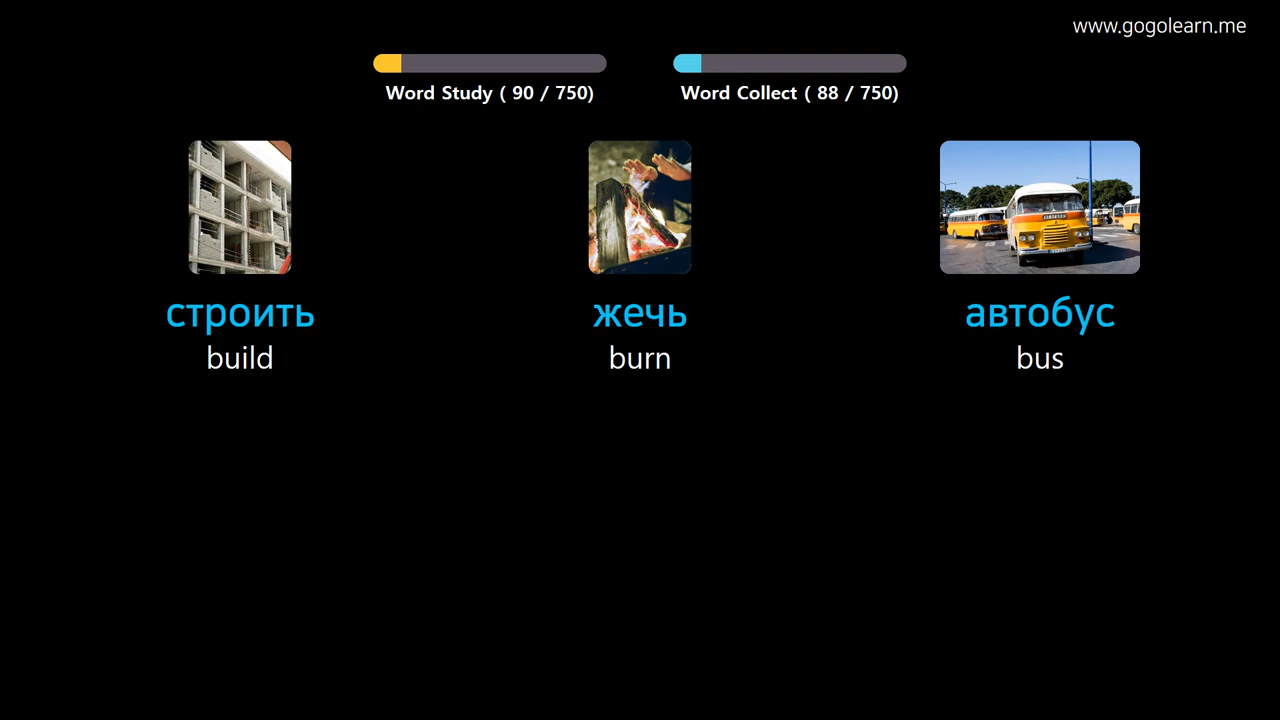 www.gogolearn.me
Word Study ( 90 / 750)
Word Collect ( 88 / 750)
строить
build
жечь
burn
автобус
bus